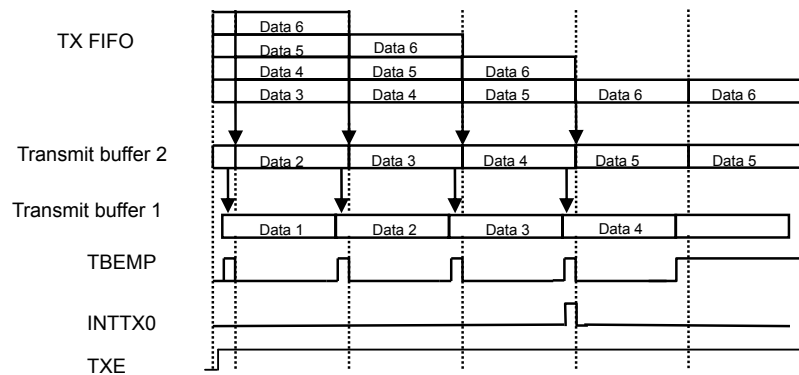 TX FIFO
Data 6
Data 5 Data 6
Data 4 Data 5 Data 6
Data 3 Data 4 Data 5 Data 6 Data 6
Transmit buffer 2
Data 2 Data 3 Data 4 Data 5 Data 5
Transmit buffer 1
Data 1 Data 2 Data 3 Data 4
TBEMP
INTTX0
TXE